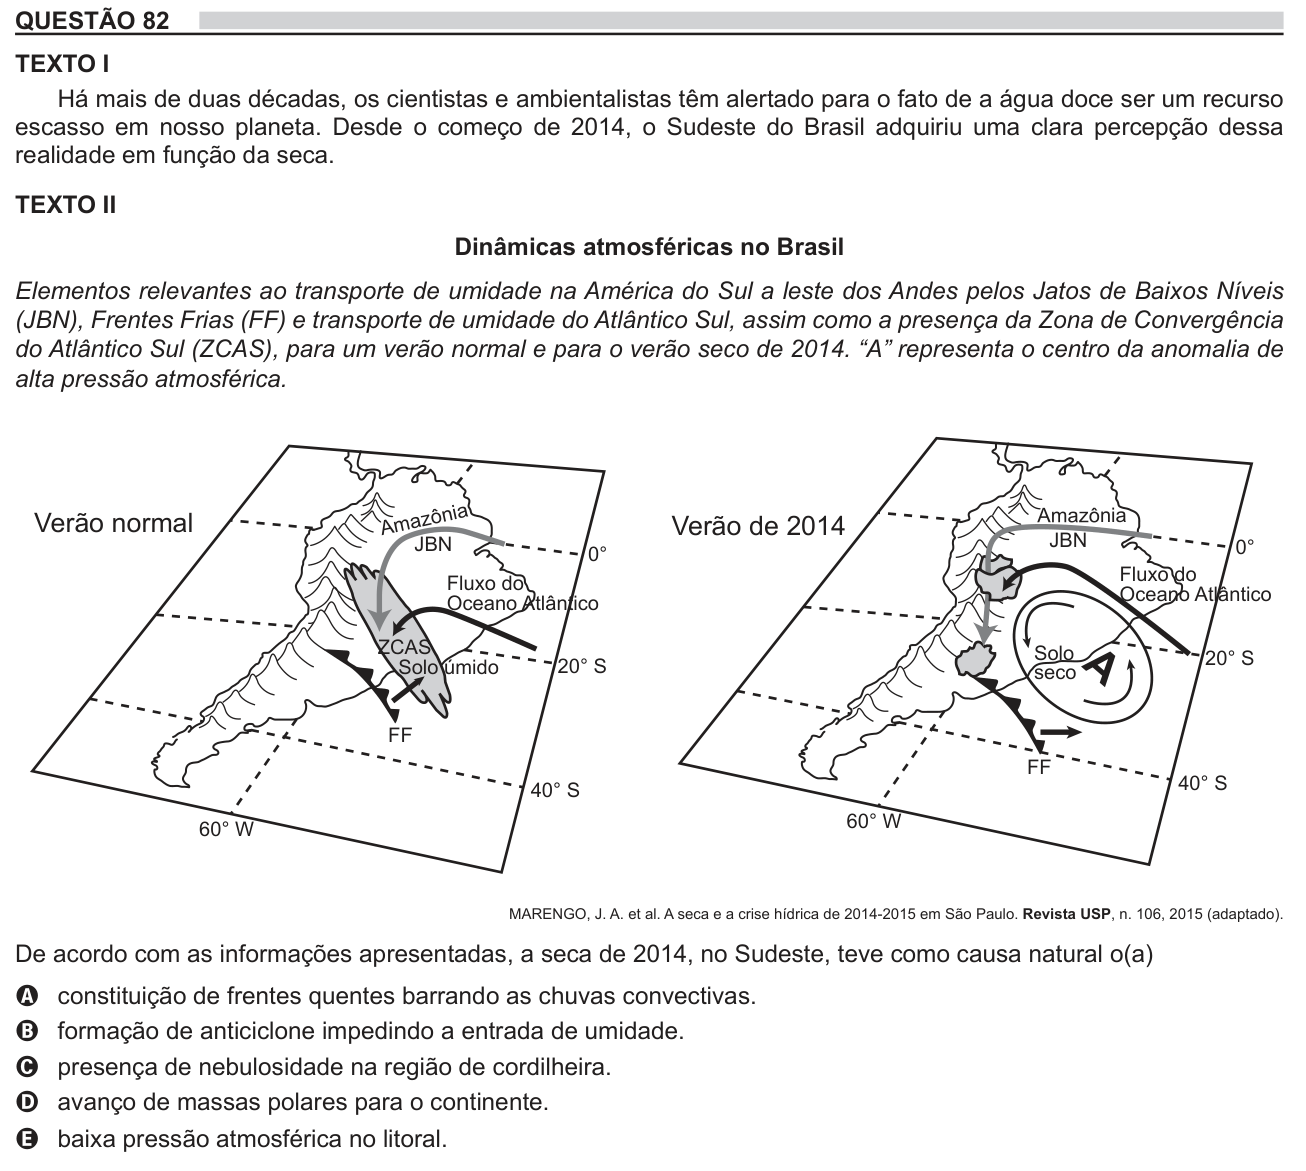 QUESTÃO 82
TEXTO I
Há mais de duas décadas, os cientistas e ambientalistas têm alertado para o fato de a água doce ser um recurso
escasso em nosso planeta. Desde o começo de 2014, o Sudeste do Brasil adquiriu uma clara percepção dessa
realidade em função da seca.
TEXTO II
Dinâmicas atmosféricas no Brasil
Elementos relevantes ao transporte de umidade na América do Sul a leste dos Andes pelos Jatos de Baixos Níveis
(JBN), Frentes Frias (FF) e transporte de umidade do Atlântico Sul, assim como a presença da Zona de Convergência
do Atlântico Sul (ZCAS), para um verão normal e para o verão seco de 2014. “A” representa o centro da anomalia de
alta pressão atmosférica.
Verão normal
Amazônia
JBN
0°
Fluxo do
Oceano Atlântico
ZCAS
Solo úmido
20° S
FF
40° S
60° W
Verão de 2014
Amazônia
JBN
0°
Fluxo do
Oceano Atlântico
Solo
seco
A
20° S
FF
40° S
60° W
MARENGO, J. A. et al. A seca e a crise hídrica de 2014-2015 em São Paulo. Revista USP, n. 106, 2015 (adaptado).
De acordo com as informações apresentadas, a seca de 2014, no Sudeste, teve como causa natural o(a)
A constituição de frentes quentes barrando as chuvas convectivas.
B formação de anticiclone impedindo a entrada de umidade.
C presença de nebulosidade na região de cordilheira.
D avanço de massas polares para o continente.
E baixa pressão atmosférica no litoral.